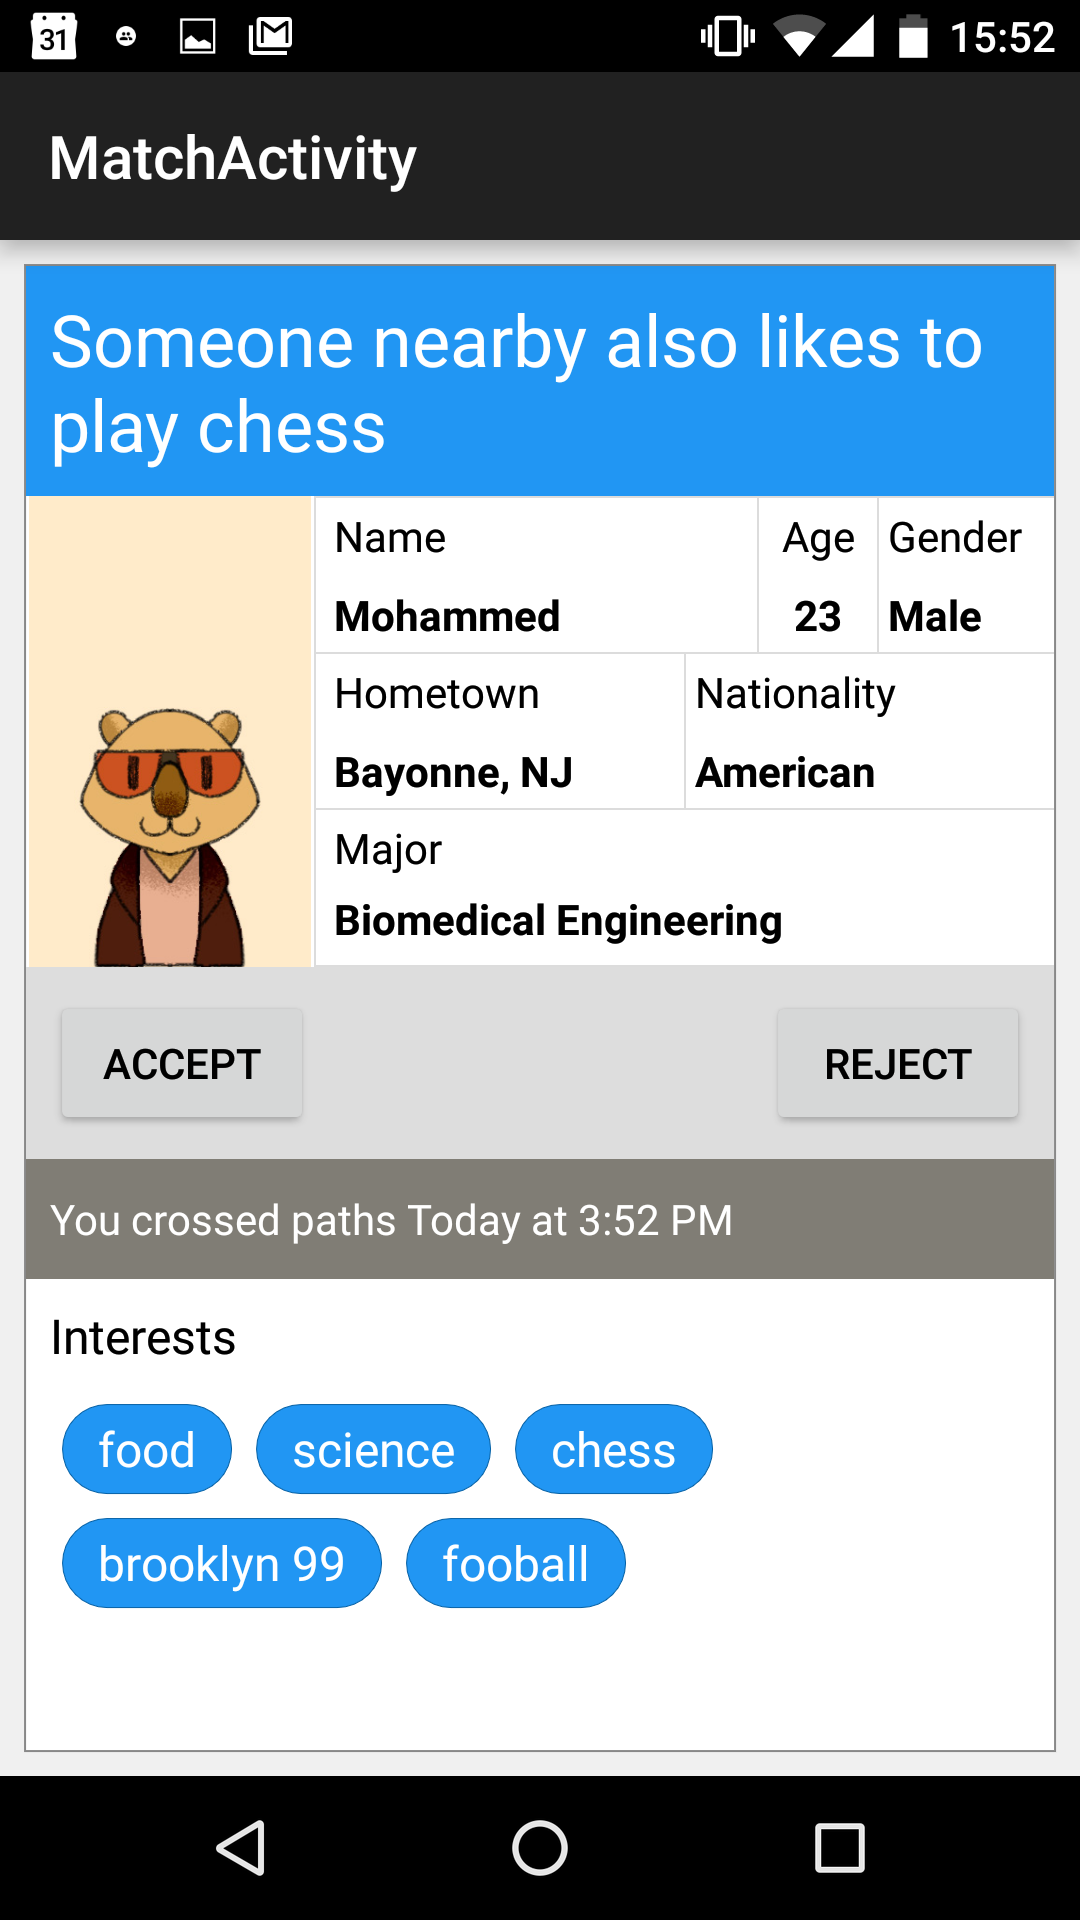 31
15:52
MatchActivity
Someone nearby also likes to
play chess
Name
Age
Gender
Mohammed
23
Male
Hometown
Nationality
Bayonne, NJ
American
Major
Biomedical Engineering
ACCEPT
REJECT
You crossed paths Today at 3:52 PM
Interests
food
science
chess
brooklyn 99
fooball